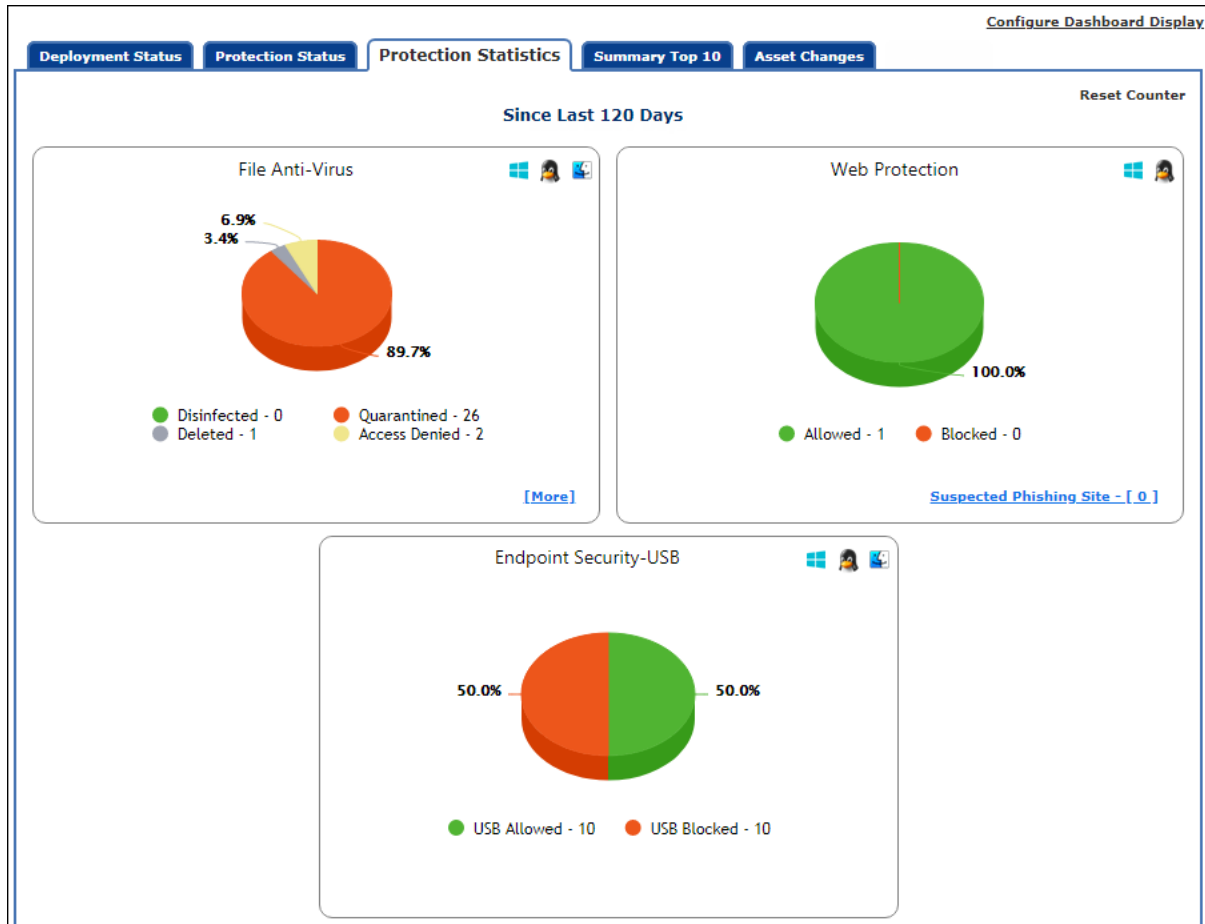 Configure Dashboard Display
Deployment Status
Protection Status
Protection Statistics
Summary Top 10
Asset Changes
Reset Counter
Since Last 120 Days
File Anti-Virus
6.9%
3.4%
89.7%
Disinfected - 0
Quarantined - 26
Deleted - 1
Access Denied - 2
[More]
Web Protection
100.0%
Allowed - 1
Blocked - 0
Suspected Phishing Site - [ 0 ]
Endpoint Security-USB
50.0%
50.0%
USB Allowed - 10
USB Blocked - 10